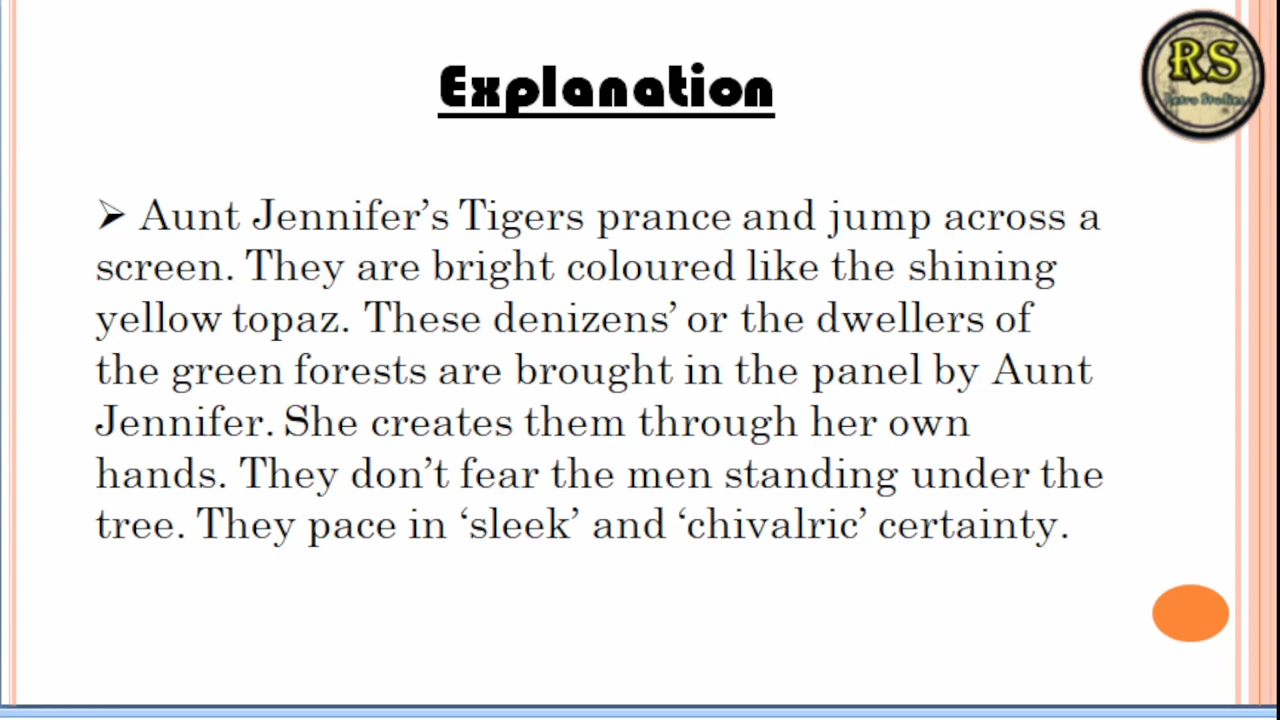 Explanation
RS
Retro Studies
➢ Aunt Jennifer’s Tigers prance and jump across a
screen. They are bright coloured like the shining
yellow topaz. These denizens’ or the dwellers of
the green forests are brought in the panel by Aunt
Jennifer. She creates them through her own
hands. They don’t fear the men standing under the
tree. They pace in ‘sleek’ and ‘chivalric’ certainty.